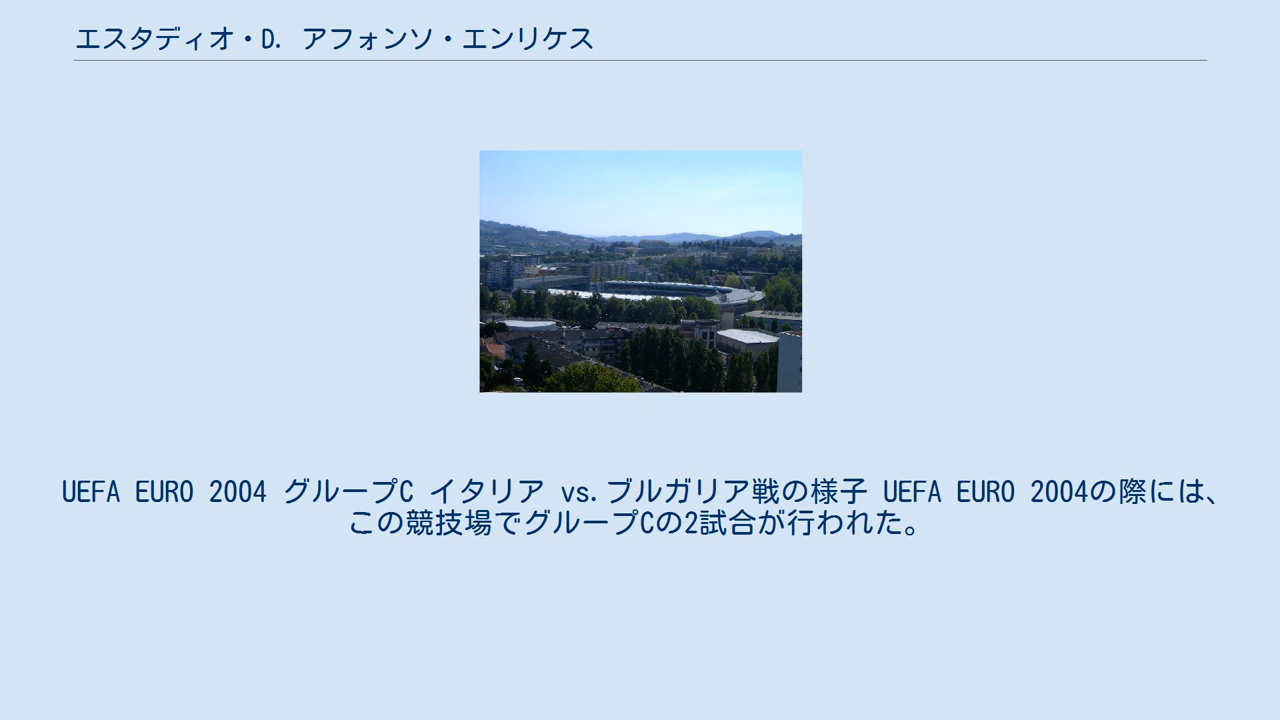 エスタディオ・D. アフォンソ・エンリケス
UEFA EURO 2004 グループC イタリア vs.ブルガリア戦の様子 UEFA EURO 2004の際には、
この競技場でグループCの2試合が行われた。